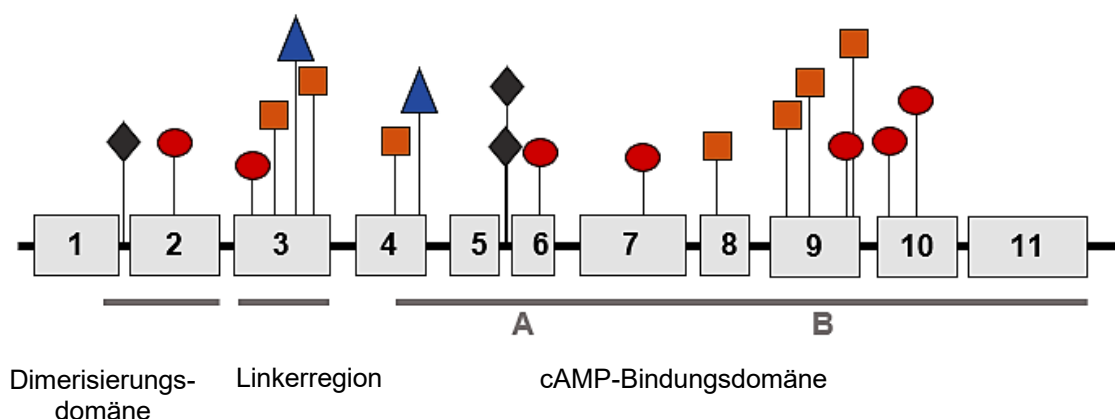 1 2 3 4 5 6 7 8 9 10 11
A B
Dimerisierungs- Linkerregion cAMP-Bindungsdomäne
domäne